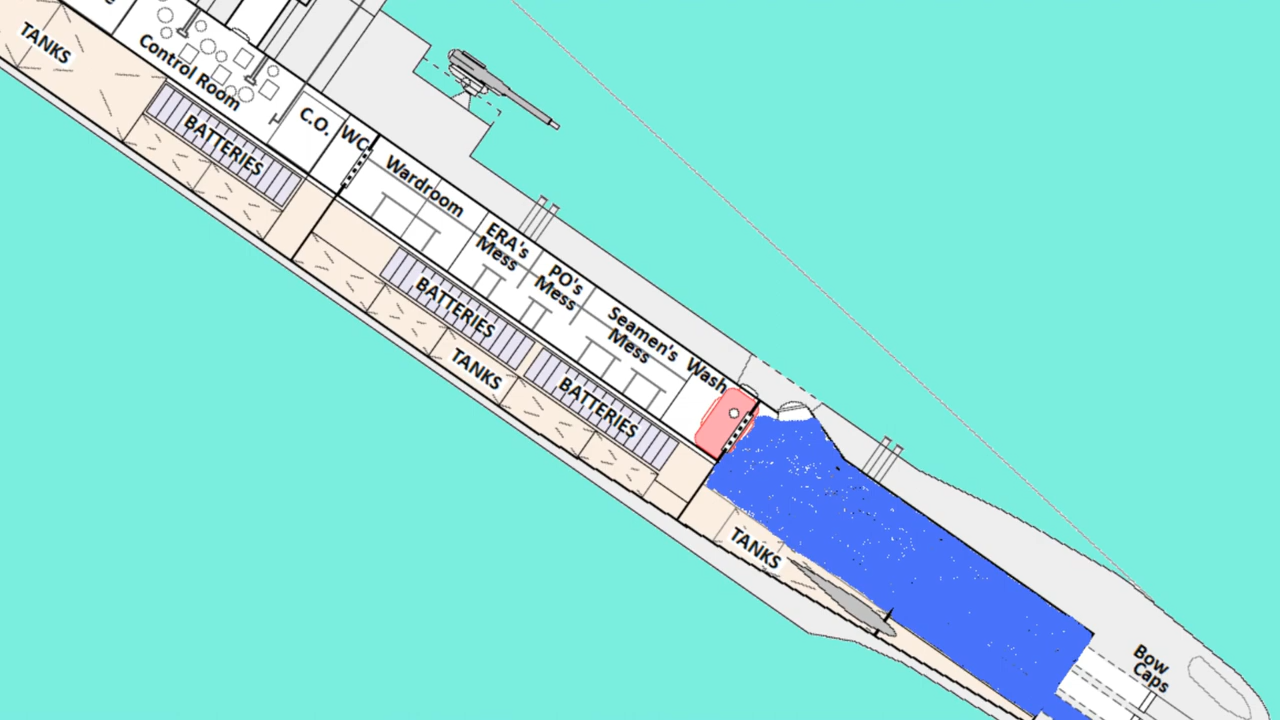 TANKS
Control Room
C.O.
WC
BATTERIES
Wardroom
ERA's
Mess
PO's
Mess
Seamen's
Mess
Wash
BATTERIES
TANKS
BATTERIES
TANKS
Bow
Caps